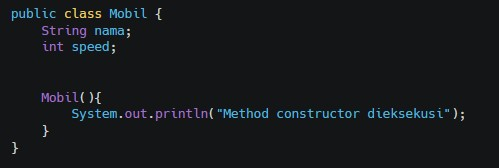 public class Mobil {
    String nama;
    int speed;
    Mobil(){
        System.out.println("Method constructor dieksekusi");
    }
}